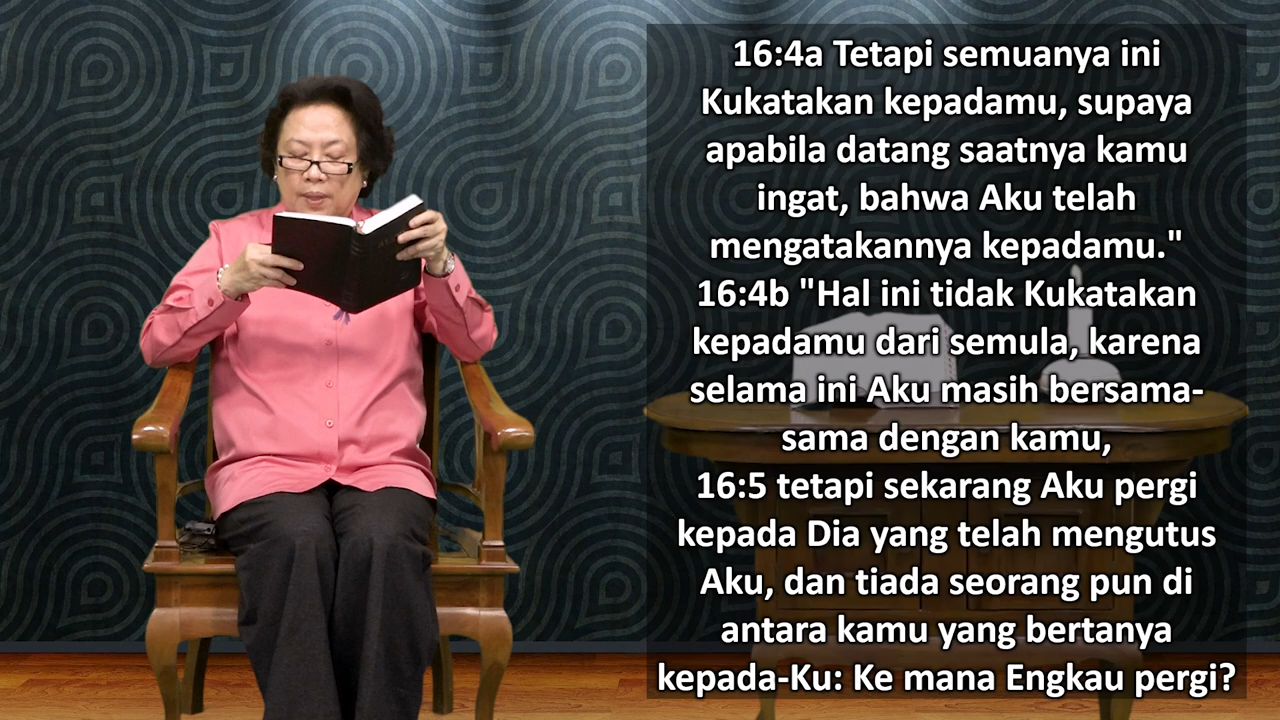 16:4a Tetapi semuanya ini
Kukatakan kepadamu, supaya
apabila datang saatnya kamu
ingat, bahwa Aku telah
mengatakannya kepadamu."
16:4b "Hal ini tidak Kukatakan
kepadamu dari semula, karena
selama ini Aku masih bersama-
sama dengan kamu,
16:5 tetapi sekarang Aku pergi
kepada Dia yang telah mengutus
Aku, dan tiada seorang pun di
antara kamu yang bertanya
kepada-Ku: Ke mana Engkau pergi?